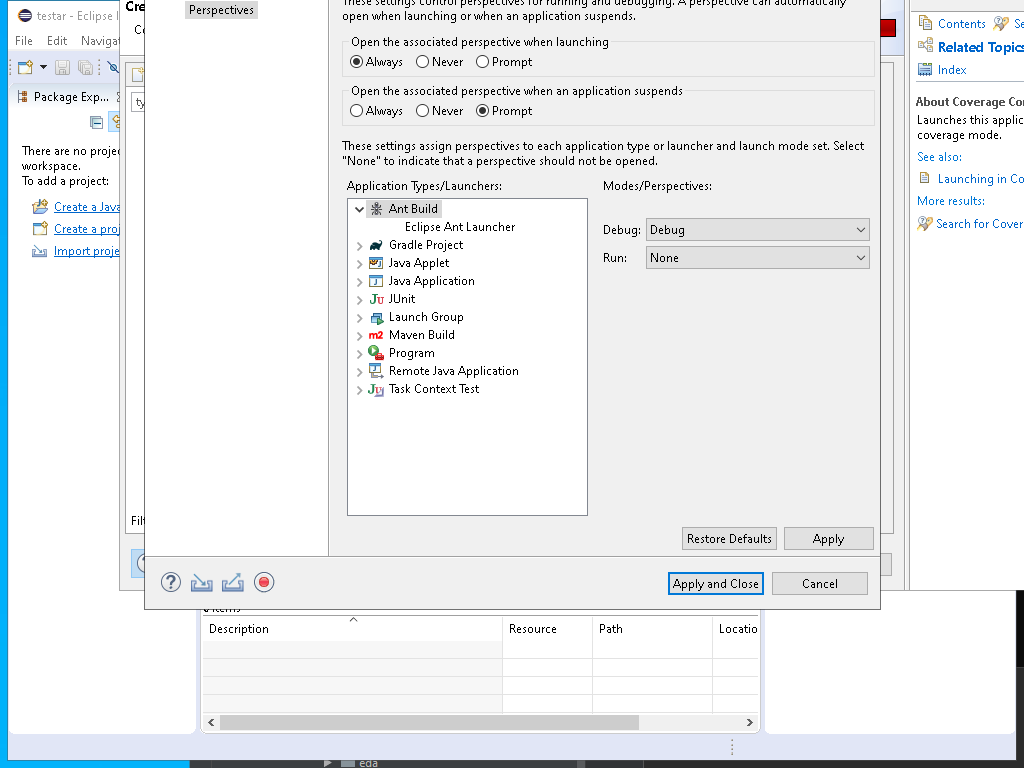 testar - Eclipse I
File Edit Navigat
Package Exp...
There are no projec
workspace.
To add a project:
Create a Java
Create a proj
Import proje
Cre
ty
Perspectives
These settings control perspectives for running and debugging. A perspective can automatically
open when launching or when an application suspends.
Open the associated perspective when launching
Always Never Prompt
Open the associated perspective when an application suspends
Always Never Prompt
These settings assign perspectives to each application type or launcher and launch mode set. Select
"None" to indicate that a perspective should not be opened.
Application Types/Launchers:
Ant Build
Eclipse Ant Launcher
Gradle Project
Java Applet
Java Application
JUnit
Launch Group
Maven Build
Program
Remote Java Application
Task Context Test
Modes/Perspectives:
Debug: Debug
Run: None
Restore Defaults Apply
Apply and Close Cancel
Contents Se
Related Topics
Index
About Coverage Co
Launches this applic
coverage mode.
See also:
Launching in Co
More results:
Search for Cover
Filt
0 items
Description Resource Path Locatio
eda